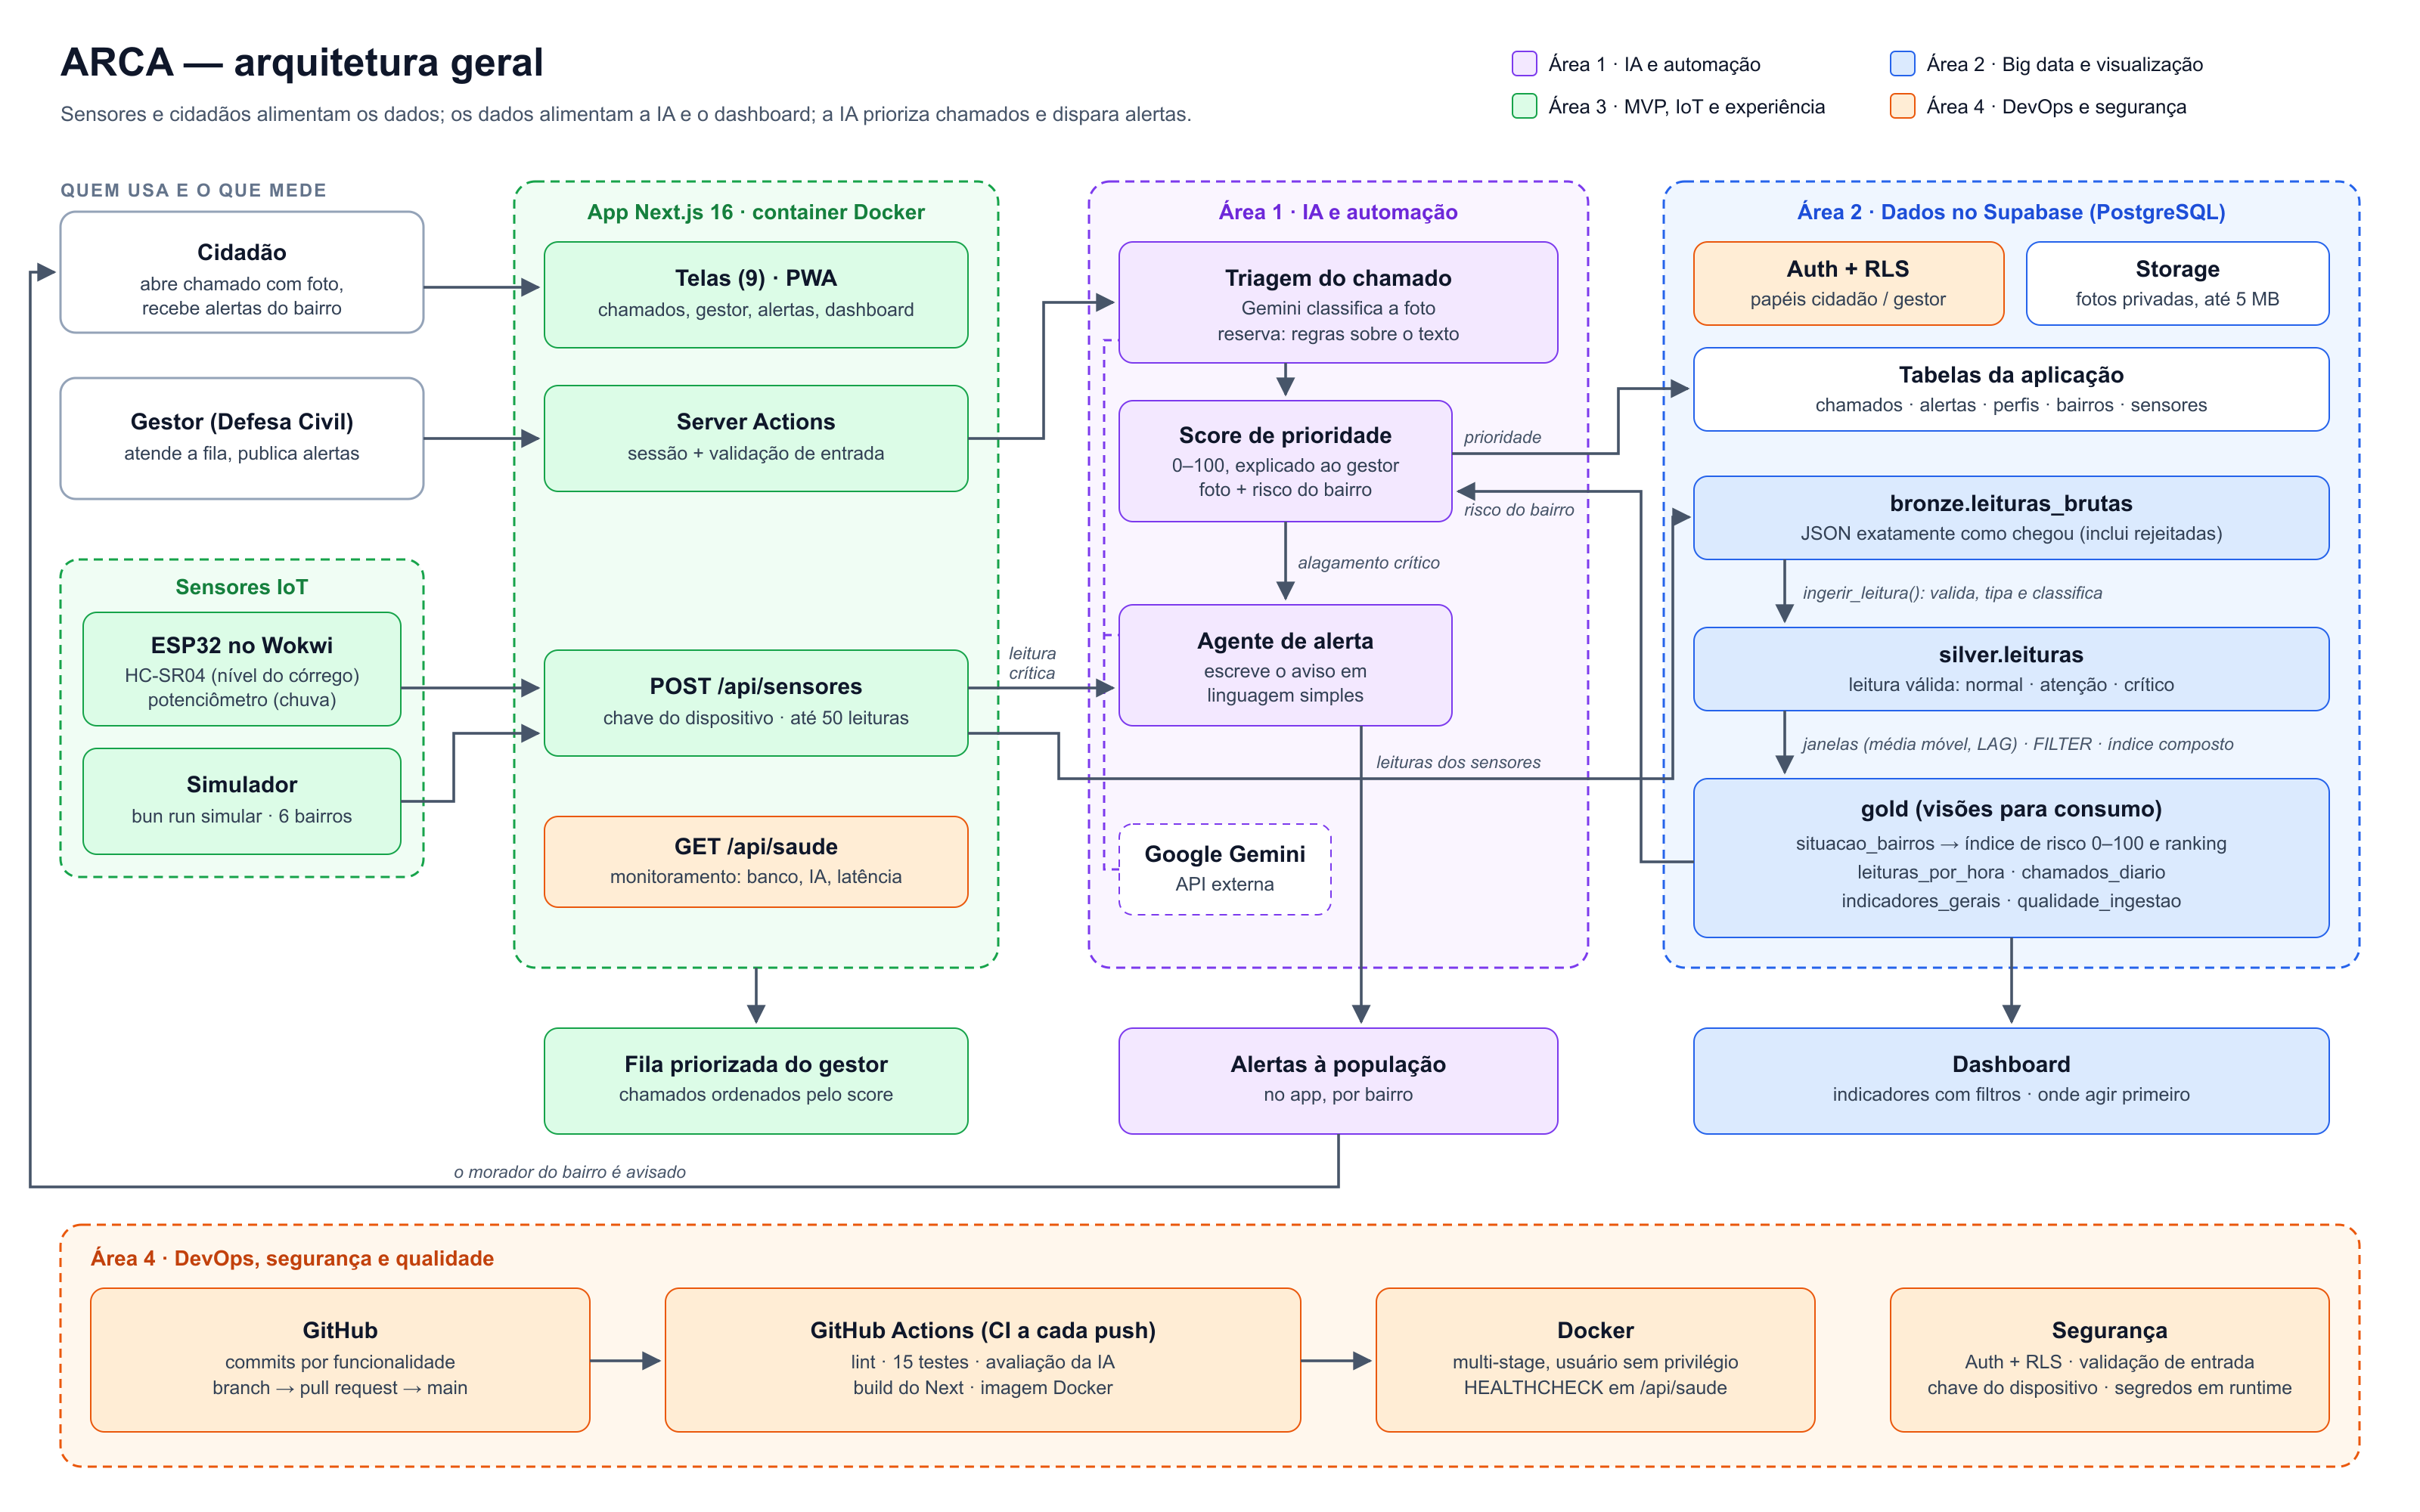 ARCA — arquitetura geral
Sensores e cidadãos alimentam os dados; os dados alimentam a IA e o dashboard; a IA prioriza chamados e dispara alertas.
Área 1 · IA e automação
Área 2 · Big data e visualização
Área 3 · MVP, IoT e experiência
Área 4 · DevOps e segurança
QUEM USA E O QUE MEDE
Cidadão
abre chamado com foto,
recebe alertas do bairro
Gestor (Defesa Civil)
atende a fila, publica alertas
Sensores IoT
ESP32 no Wokwi
HC-SR04 (nível do córrego)
potenciômetro (chuva)
Simulador
bun run simular · 6 bairros
App Next.js 16 · container Docker
Telas (9) · PWA
chamados, gestor, alertas, dashboard
Server Actions
sessão + validação de entrada
POST /api/sensores
chave do dispositivo · até 50 leituras
GET /api/saude
monitoramento: banco, IA, latência
leitura
crítica
Área 1 · IA e automação
Triagem do chamado
Gemini classifica a foto
reserva: regras sobre o texto
Score de prioridade
0–100, explicado ao gestor
foto + risco do bairro
prioridade
risco do bairro
alagamento crítico
Agente de alerta
escreve o aviso em
linguagem simples
leituras dos sensores
Google Gemini
API externa
Área 2 · Dados no Supabase (PostgreSQL)
Auth + RLS
papéis cidadão / gestor
Storage
fotos privadas, até 5 MB
Tabelas da aplicação
chamados · alertas · perfis · bairros · sensores
bronze.leituras_brutas
JSON exatamente como chegou (inclui rejeitadas)
ingerir_leitura(): valida, tipa e classifica
silver.leituras
leitura válida: normal · atenção · crítico
janelas (média móvel, LAG) · FILTER · índice composto
gold (visões para consumo)
situacao_bairros → índice de risco 0–100 e ranking
leituras_por_hora · chamados_diario
indicadores_gerais · qualidade_ingestao
Fila priorizada do gestor
chamados ordenados pelo score
Alertas à população
no app, por bairro
Dashboard
indicadores com filtros · onde agir primeiro
o morador do bairro é avisado
Área 4 · DevOps, segurança e qualidade
GitHub
commits por funcionalidade
branch → pull request → main
GitHub Actions (CI a cada push)
lint · 15 testes · avaliação da IA
build do Next · imagem Docker
Docker
multi-stage, usuário sem privilégio
HEALTHCHECK em /api/saude
Segurança
Auth + RLS · validação de entrada
chave do dispositivo · segredos em runtime